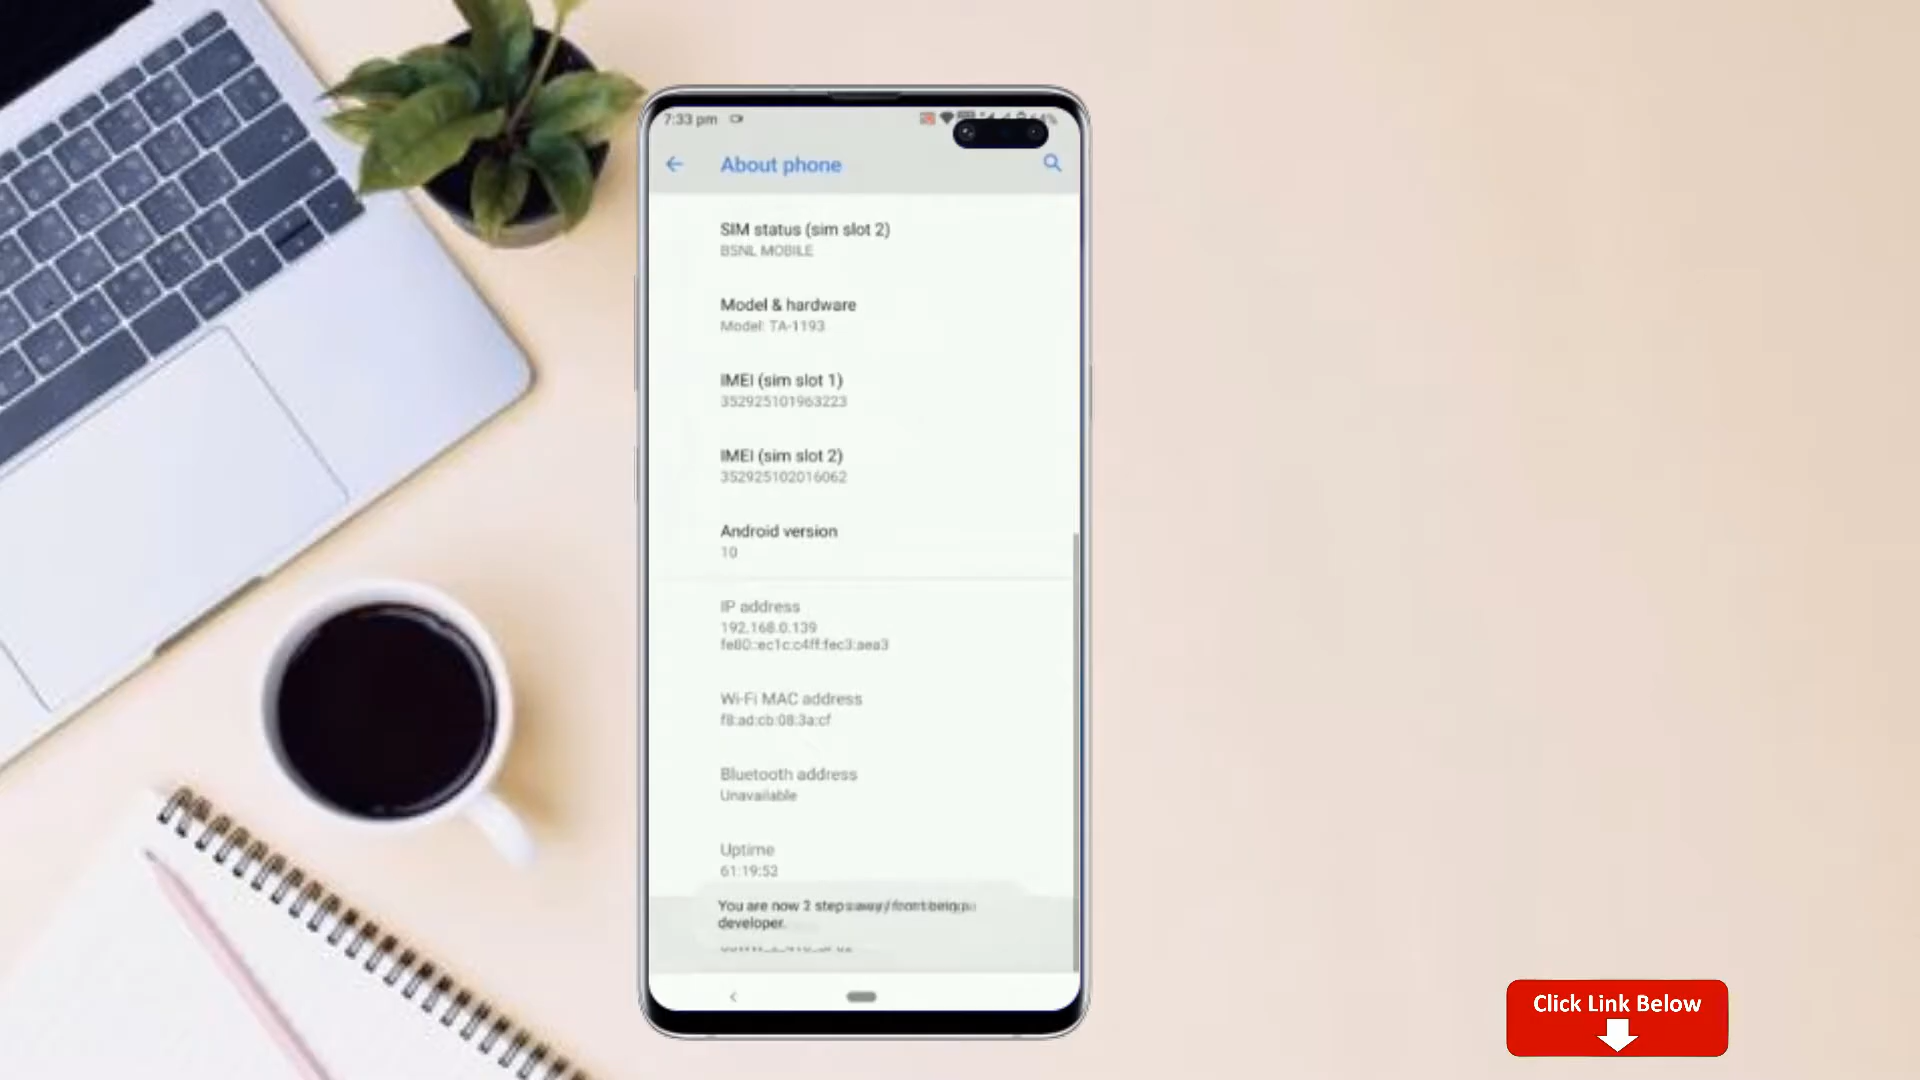 7:33 pm
About phone
SIM status (sim slot 2)
BSNL MOBILE
Model & hardware
Model: TA-1193
IMEI (sim slot 1)
352925101963223
IMEI (sim slot 2)
352925102016062
Android version
10
IP address
192.168.0.139
fe80::ec1c:c4ff:fec3:aea3
Wi-Fi MAC address
f8:ad:cb:08:3a:cf
Bluetooth address
Unavailable
Uptime
61:19:52
You are now 2 steps away from being a
developer.
Click Link Below